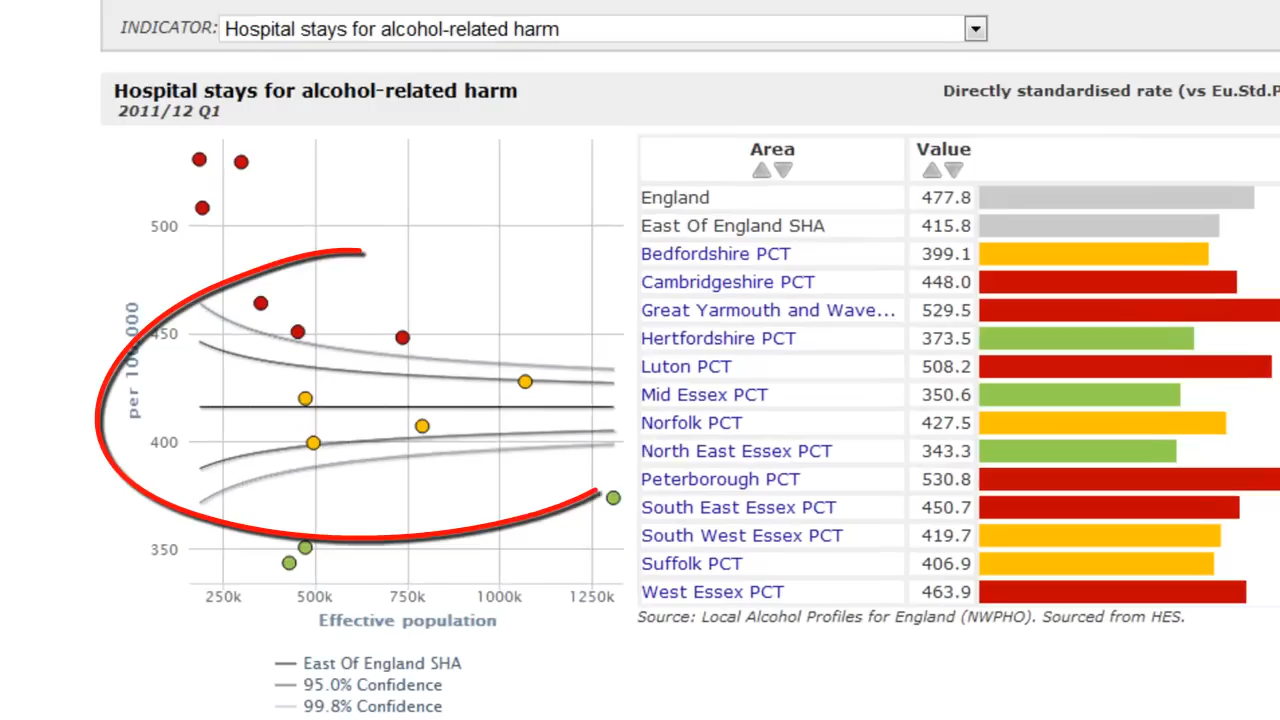 INDICATOR: Hospital stays for alcohol-related harm
Hospital stays for alcohol-related harm
2011/12 Q1
Directly standardised rate (vs Eu.Std.P
500
450
400
350
per 100,000
250k 500k 750k 1000k 1250k
Effective population
East Of England SHA
95.0% Confidence
99.8% Confidence
Area Value
England 477.8
East Of England SHA 415.8
Bedfordshire PCT 399.1
Cambridgeshire PCT 448.0
Great Yarmouth and Wave... 529.5
Hertfordshire PCT 373.5
Luton PCT 508.2
Mid Essex PCT 350.6
Norfolk PCT 427.5
North East Essex PCT 343.3
Peterborough PCT 530.8
South East Essex PCT 450.7
South West Essex PCT 419.7
Suffolk PCT 406.9
West Essex PCT 463.9
Source: Local Alcohol Profiles for England (NWPHO). Sourced from HES.